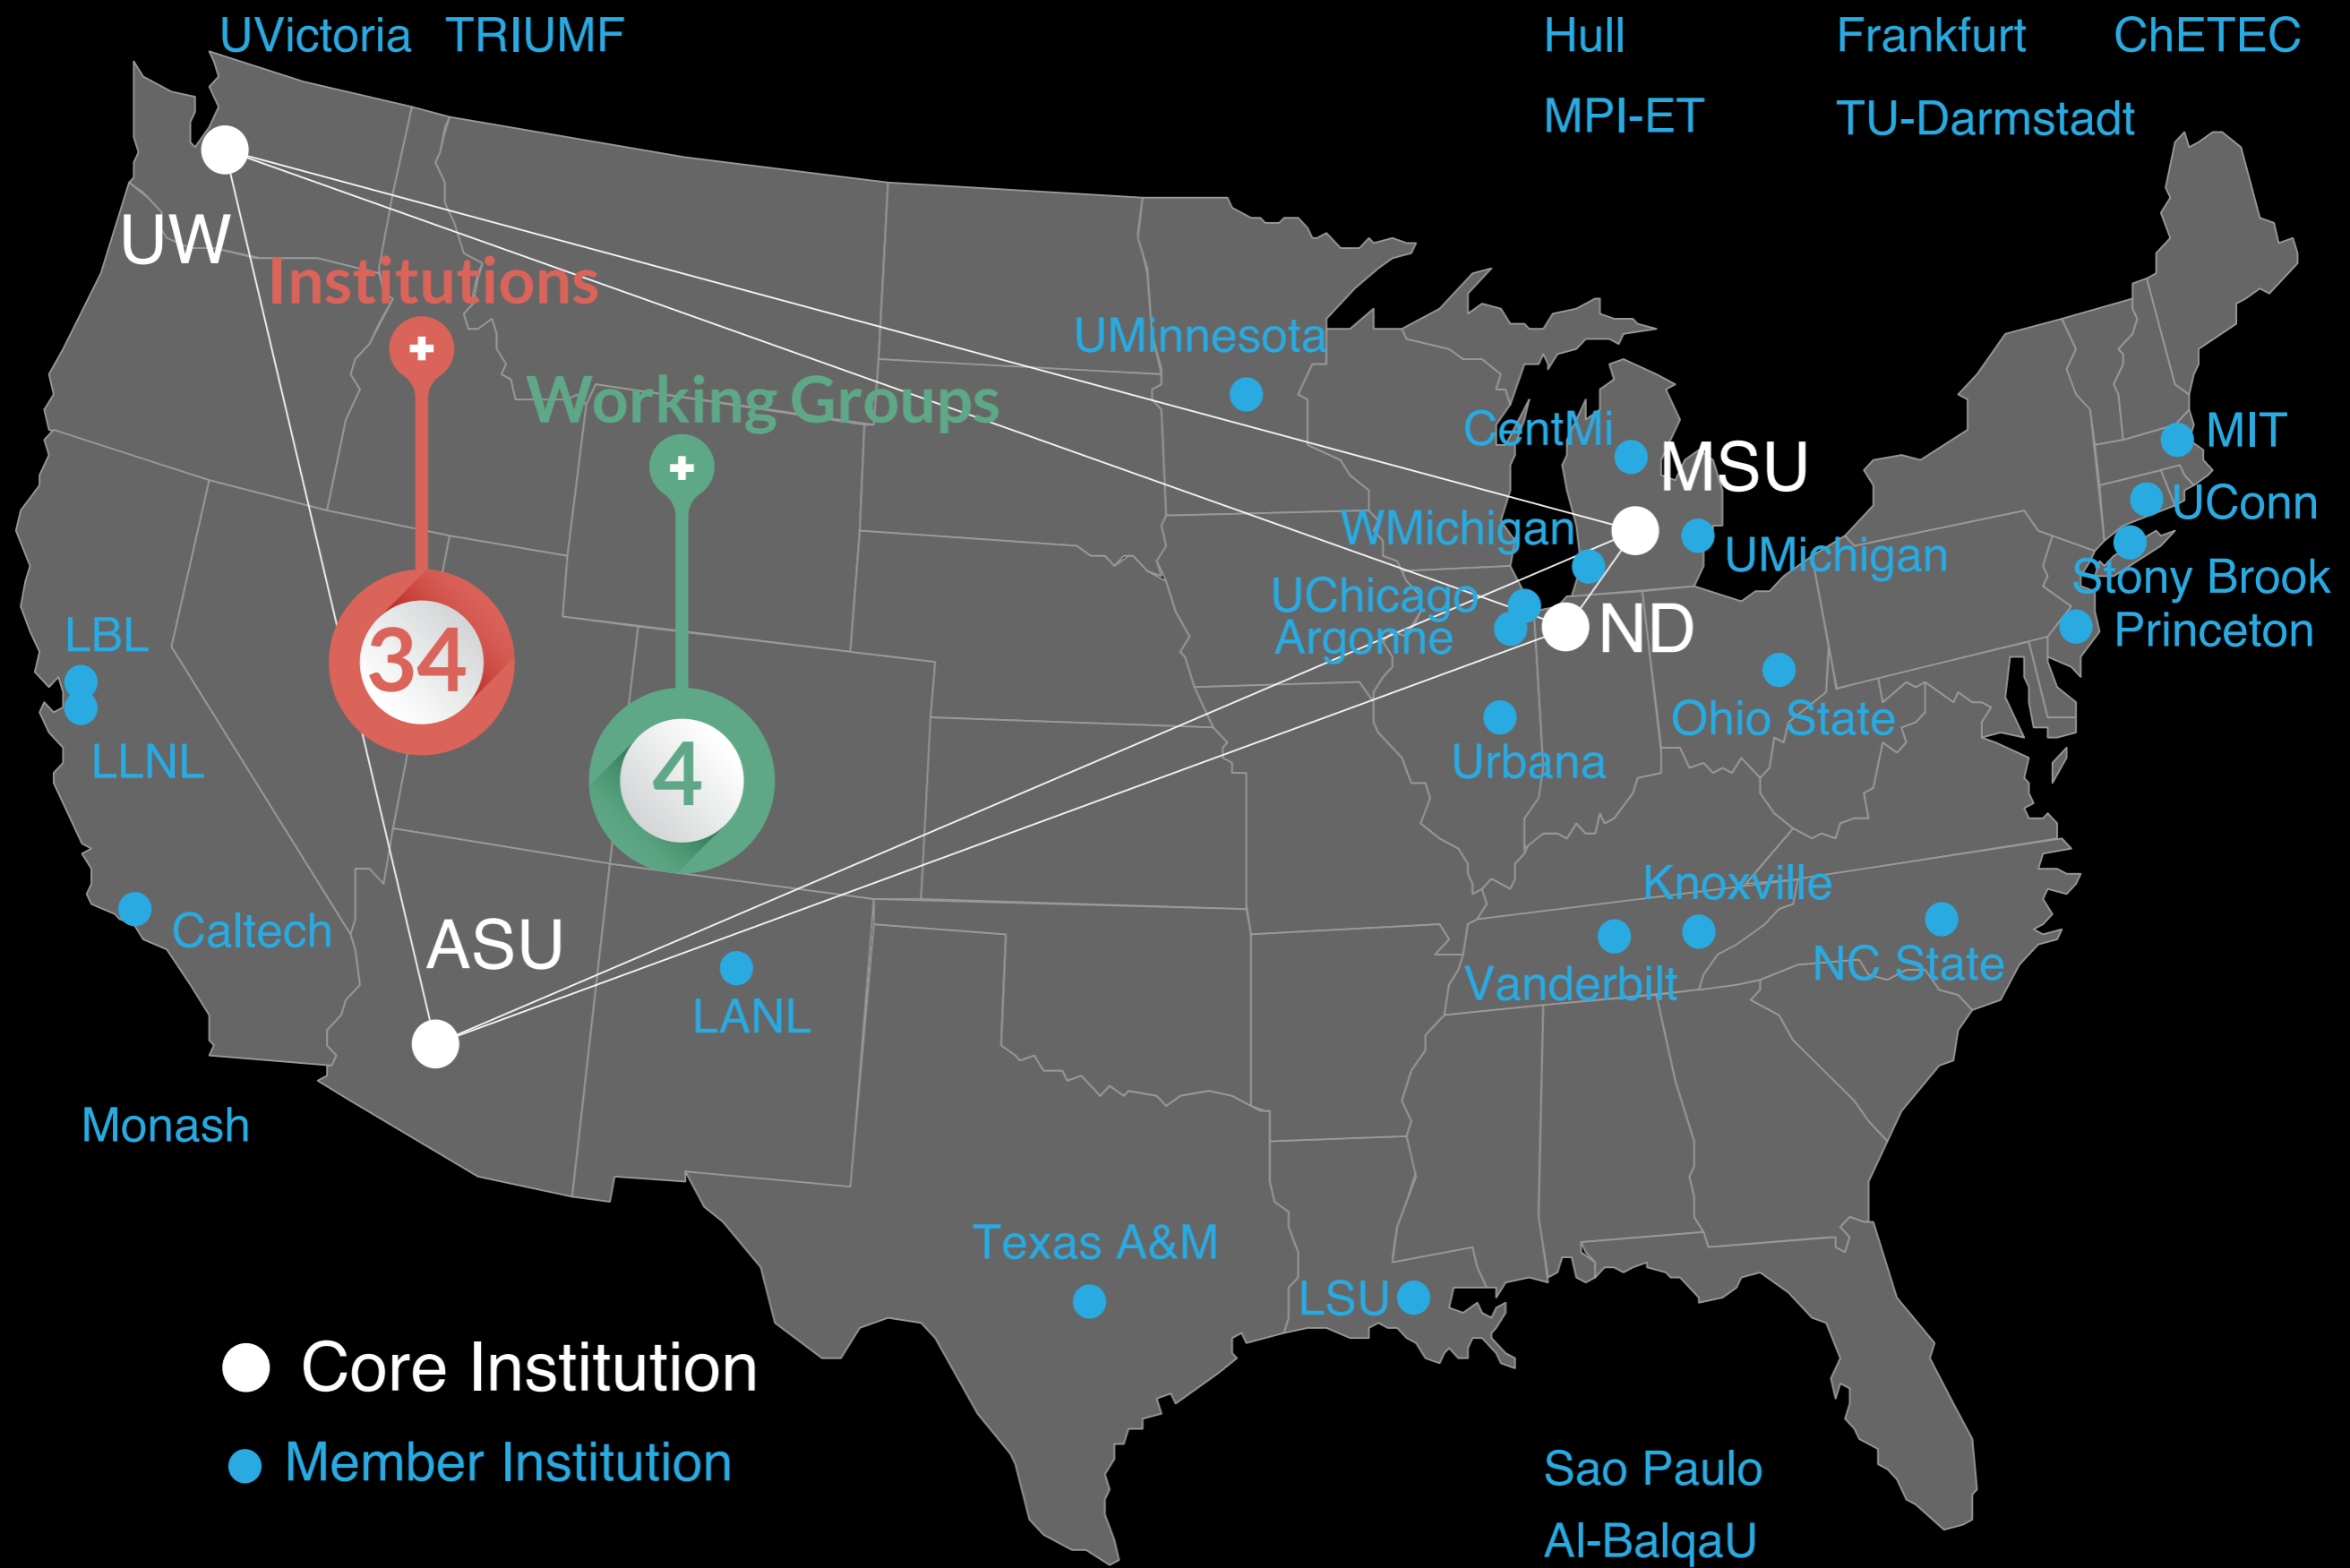 UVictoria TRIUMF
Hull Frankfurt ChETEC
MPI-ET TU-Darmstadt
UW
Institutions
UMinnesota
Working Groups
CentMi
MSU
MIT
WMichigan
UMichigan
UConn
UChicago
Argonne
ND
Stony Brook
Princeton
LBL
34
LLNL
4
Ohio State
Urbana
Caltech
ASU
LANL
Knoxville
Vanderbilt
NC State
Monash
Texas A&M
LSU
Core Institution
Member Institution
Sao Paulo
Al-BalqaU